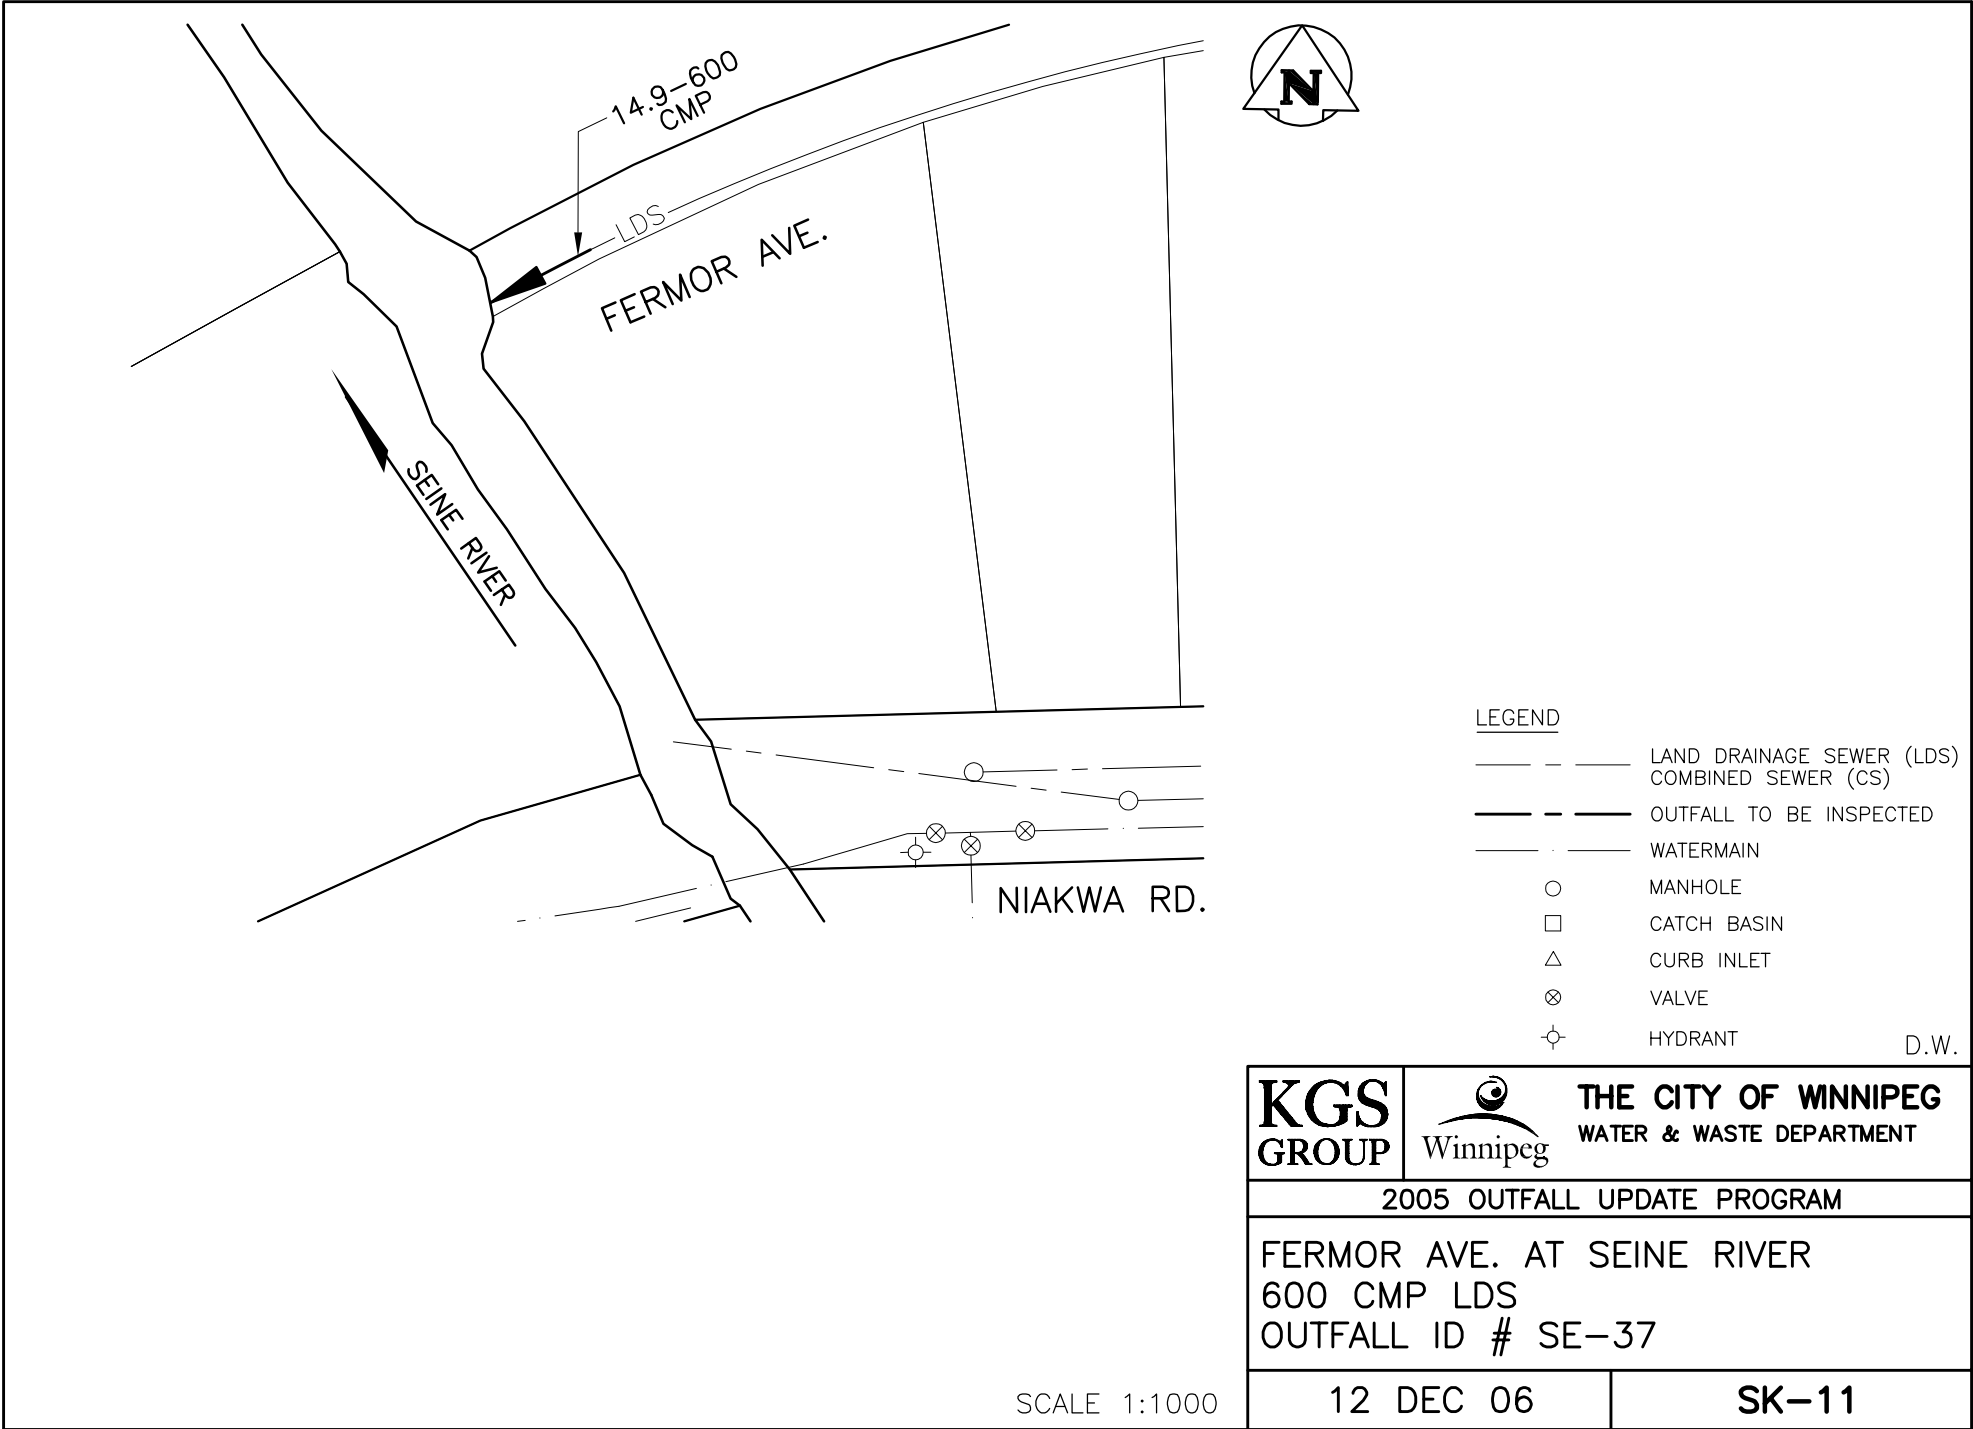 14.9-600
CMP
N
LDS
FERMOR AVE.
SEINE RIVER
NIAKWA RD.
LEGEND
LAND DRAINAGE SEWER (LDS)
COMBINED SEWER (CS)
OUTFALL TO BE INSPECTED
WATERMAIN
MANHOLE
CATCH BASIN
CURB INLET
VALVE
HYDRANT
D.W.
KGS
GROUP
Winnipeg
THE CITY OF WINNIPEG
WATER & WASTE DEPARTMENT
2005 OUTFALL UPDATE PROGRAM
FERMOR AVE. AT SEINE RIVER
600 CMP LDS
OUTFALL ID # SE-37
SCALE 1:1000
12 DEC 06
SK-11